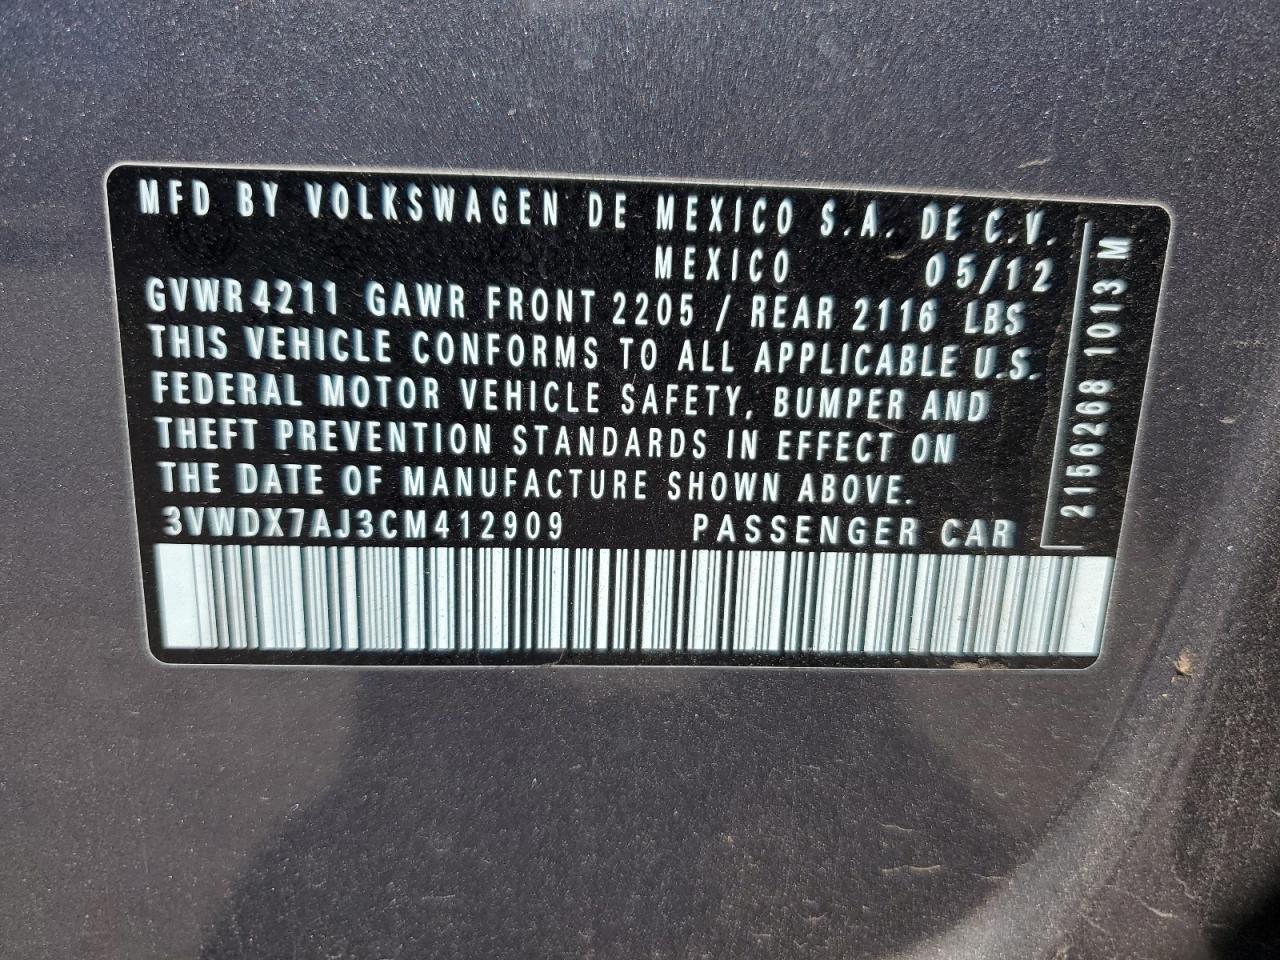 MFD BY VOLKSWAGEN DE MEXICO S.A. DE C.V.
MEXICO 05/12
GVWR 4211 GAWR FRONT 2205 / REAR 2116 LBS
THIS VEHICLE CONFORMS TO ALL APPLICABLE U.S.
FEDERAL MOTOR VEHICLE SAFETY, BUMPER AND
THEFT PREVENTION STANDARDS IN EFFECT ON
THE DATE OF MANUFACTURE SHOWN ABOVE.
3VWDX7AJ3CM412909 PASSENGER CAR
2156268 1013 M